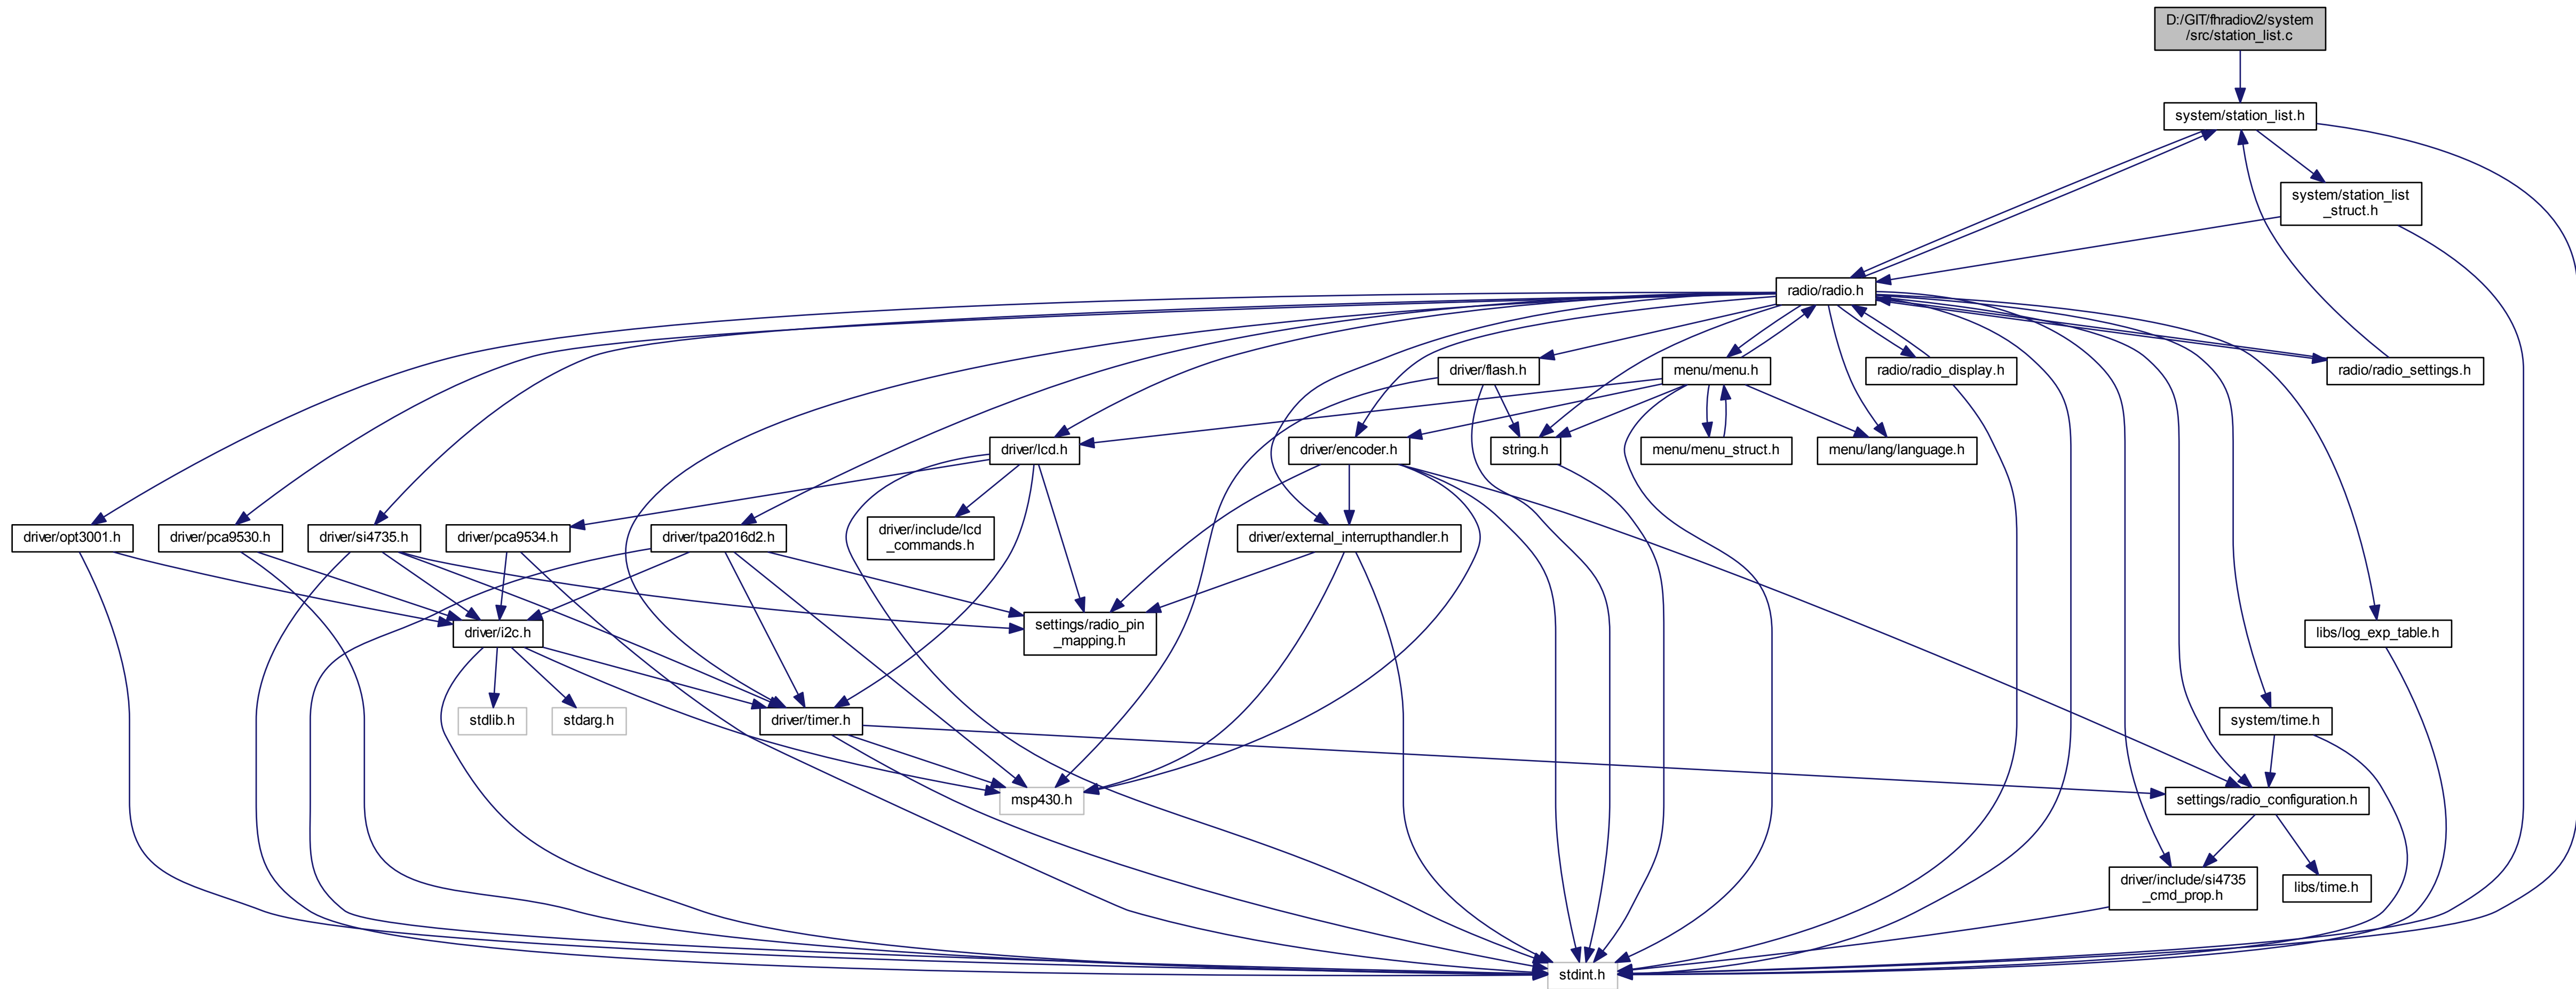 D:/GIT/fhradiov2/system
/src/station_list.c
system/station_list.h
system/station_list
_struct.h
radio/radio.h
driver/flash.h
menu/menu.h
radio/radio_display.h
radio/radio_settings.h
driver/lcd.h
driver/encoder.h
string.h
menu/menu_struct.h
menu/lang/language.h
driver/opt3001.h
driver/pca9530.h
driver/si4735.h
driver/pca9534.h
driver/tpa2016d2.h
driver/include/lcd
_commands.h
driver/external_interrupthandler.h
driver/i2c.h
settings/radio_pin
_mapping.h
libs/log_exp_table.h
stdlib.h
stdarg.h
driver/timer.h
system/time.h
msp430.h
settings/radio_configuration.h
driver/include/si4735
_cmd_prop.h
libs/time.h
stdint.h